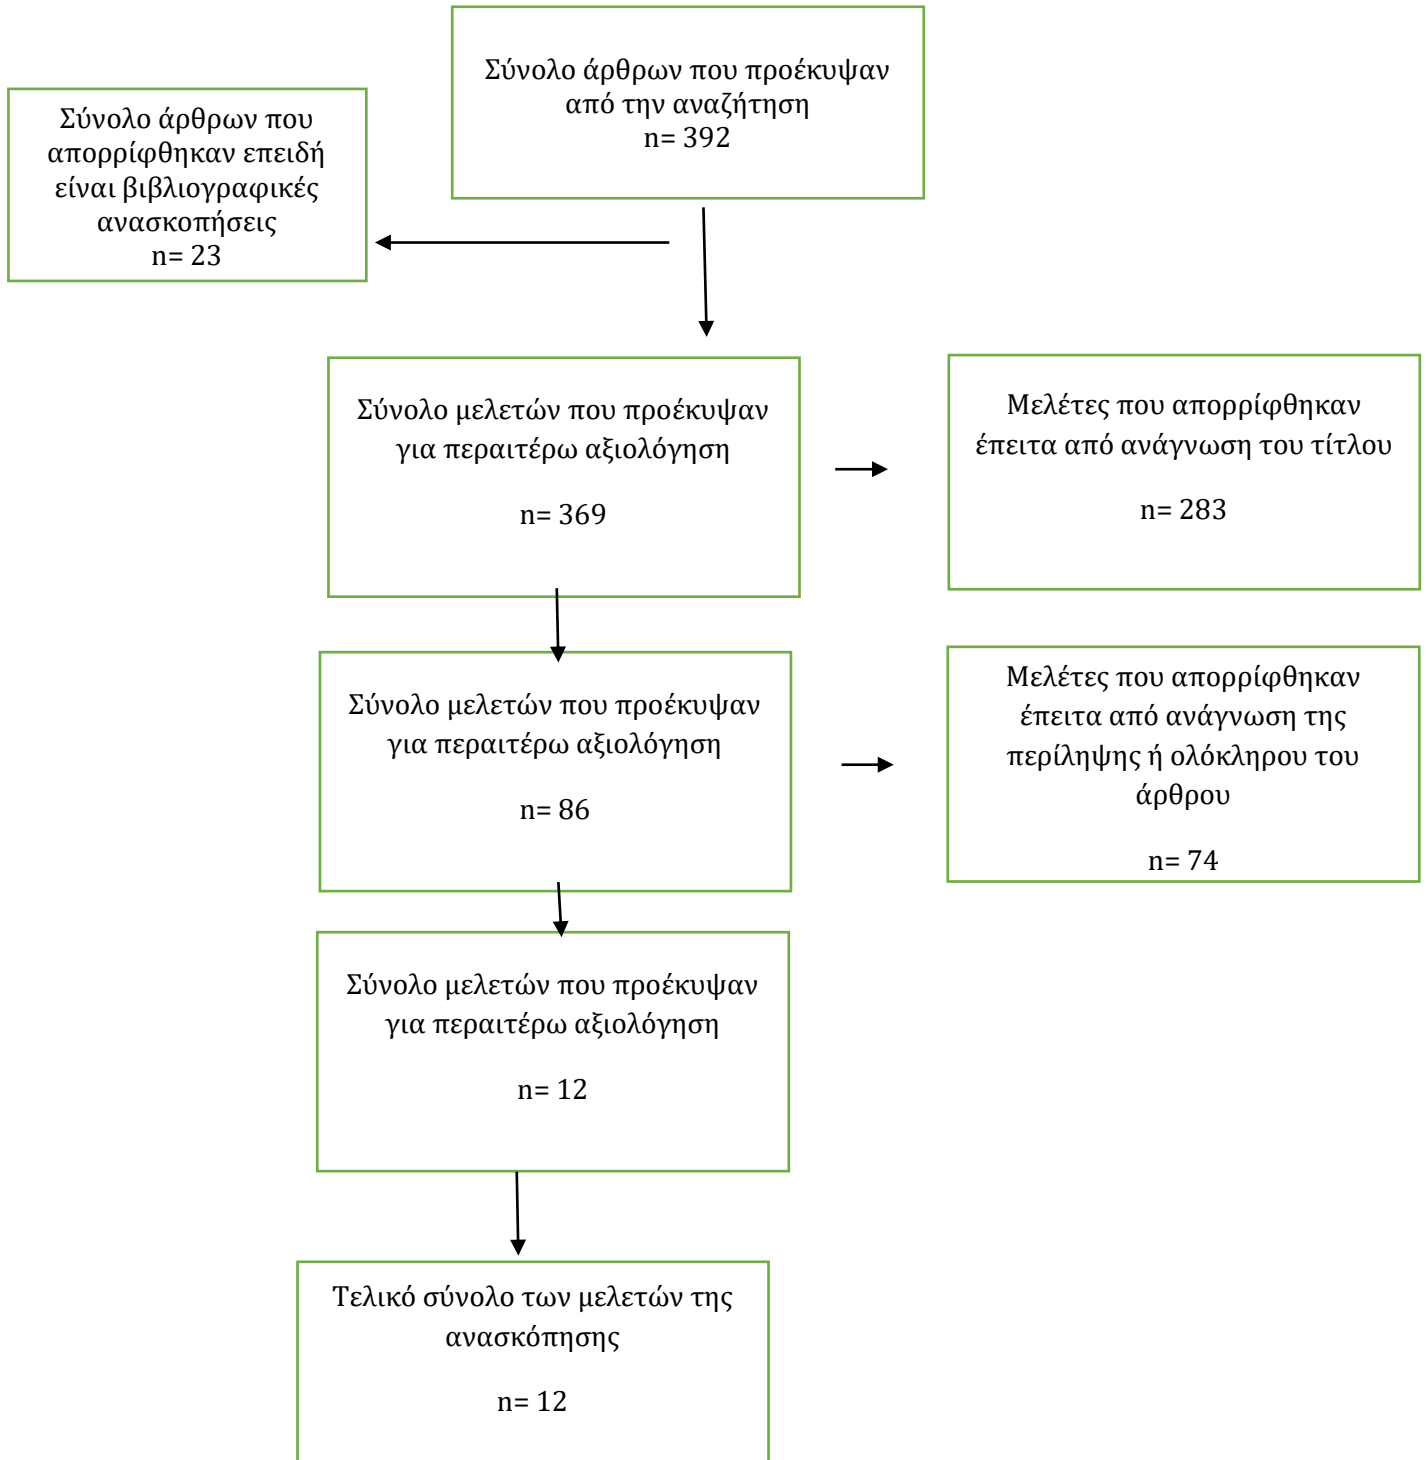 Σύνολο άρθρων που προέκυψαν
από την αναζήτηση
n= 392
Σύνολο άρθρων που
απορρίφθηκαν επειδή
είναι βιβλιογραφικές
ανασκοπήσεις
n= 23
Σύνολο μελετών που προέκυψαν
για περαιτέρω αξιολόγηση
n= 369
Μελέτες που απορρίφθηκαν
έπειτα από ανάγνωση του τίτλου
n= 283
Σύνολο μελετών που προέκυψαν
για περαιτέρω αξιολόγηση
n= 86
Μελέτες που απορρίφθηκαν
έπειτα από ανάγνωση της
περίληψης ή ολόκληρου του
άρθρου
n= 74
Σύνολο μελετών που προέκυψαν
για περαιτέρω αξιολόγηση
n= 12
Τελικό σύνολο των μελετών της
ανασκόπησης
n= 12